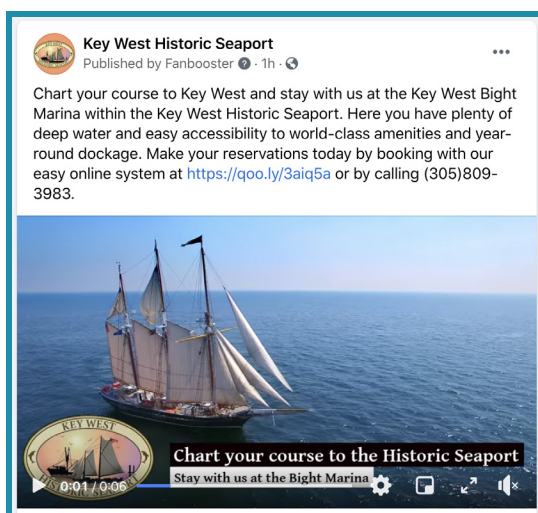 Key West Historic Seaport
Published by Fanbooster · 1h ·
Chart your course to Key West and stay with us at the Key West Bight
Marina within the Key West Historic Seaport. Here you have plenty of
deep water and easy accessibility to world-class amenities and year-
round dockage. Make your reservations today by booking with our
easy online system at https://qoo.ly/3aiq5a or by calling (305)809-
3983.
KEY WEST
HISTORIC SEAPORT
Chart your course to the Historic Seaport
Stay with us at the Bight Marina
0:01 / 0:06